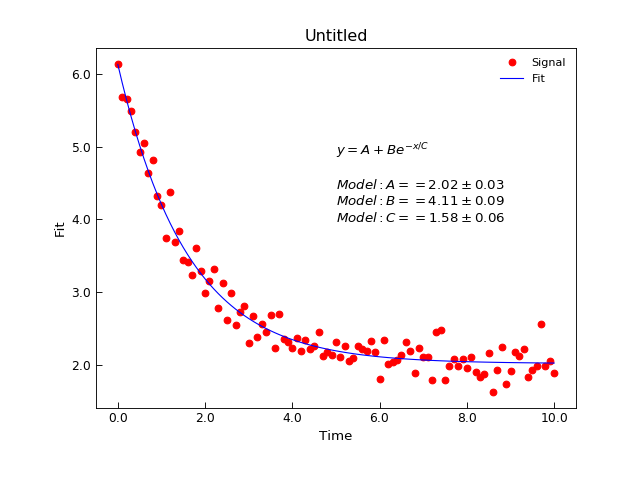 Untitled
Signal
Fit
y = A + Be^{-x/C}
Model: A == 2.02 ± 0.03
Model: B == 4.11 ± 0.09
Model: C == 1.58 ± 0.06
Fit
6.0
5.0
4.0
3.0
2.0
0.0 2.0 4.0 6.0 8.0 10.0
Time